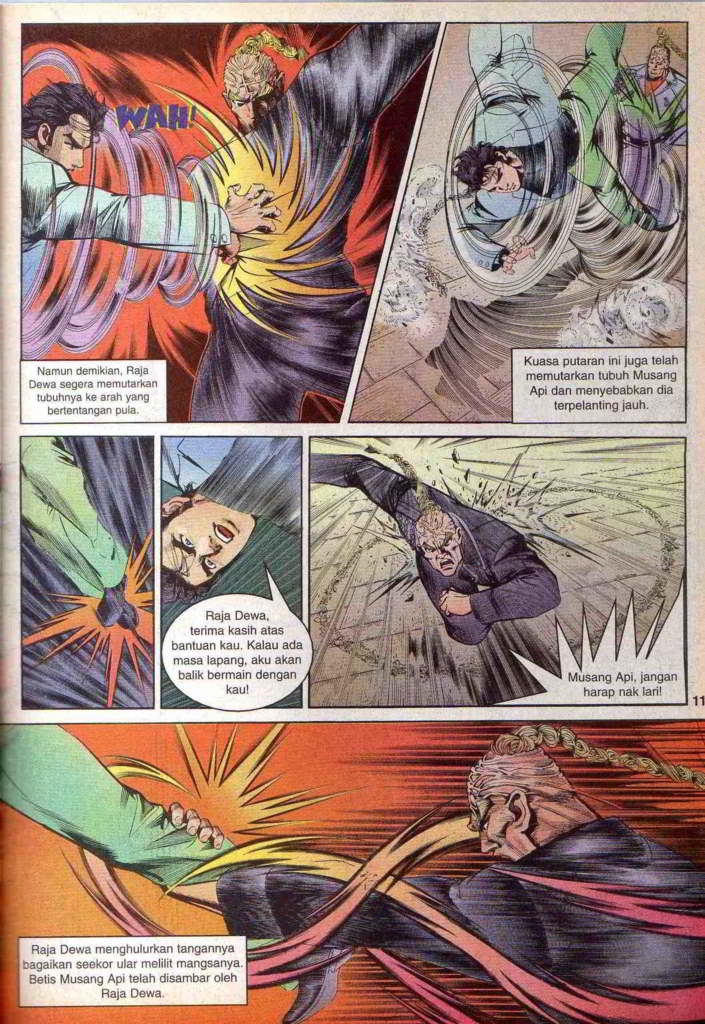 WAH!
Namun demikian, Raja
Dewa segera memutarkan
tubuhnya ke arah yang
bertentangan pula.
Kuasa putaran ini juga telah
memutarkan tubuh Musang
Api dan menyebabkan dia
terpelanting jauh.
Raja Dewa,
terima kasih atas
bantuan kau. Kalau ada
masa lapang, aku akan
balik bermain dengan
kau!
Musang Api, jangan
harap nak lari!
11
Raja Dewa menghulurkan tangannya
bagaikan seekor ular melilit mangsanya.
Betis Musang Api telah disambar oleh
Raja Dewa.